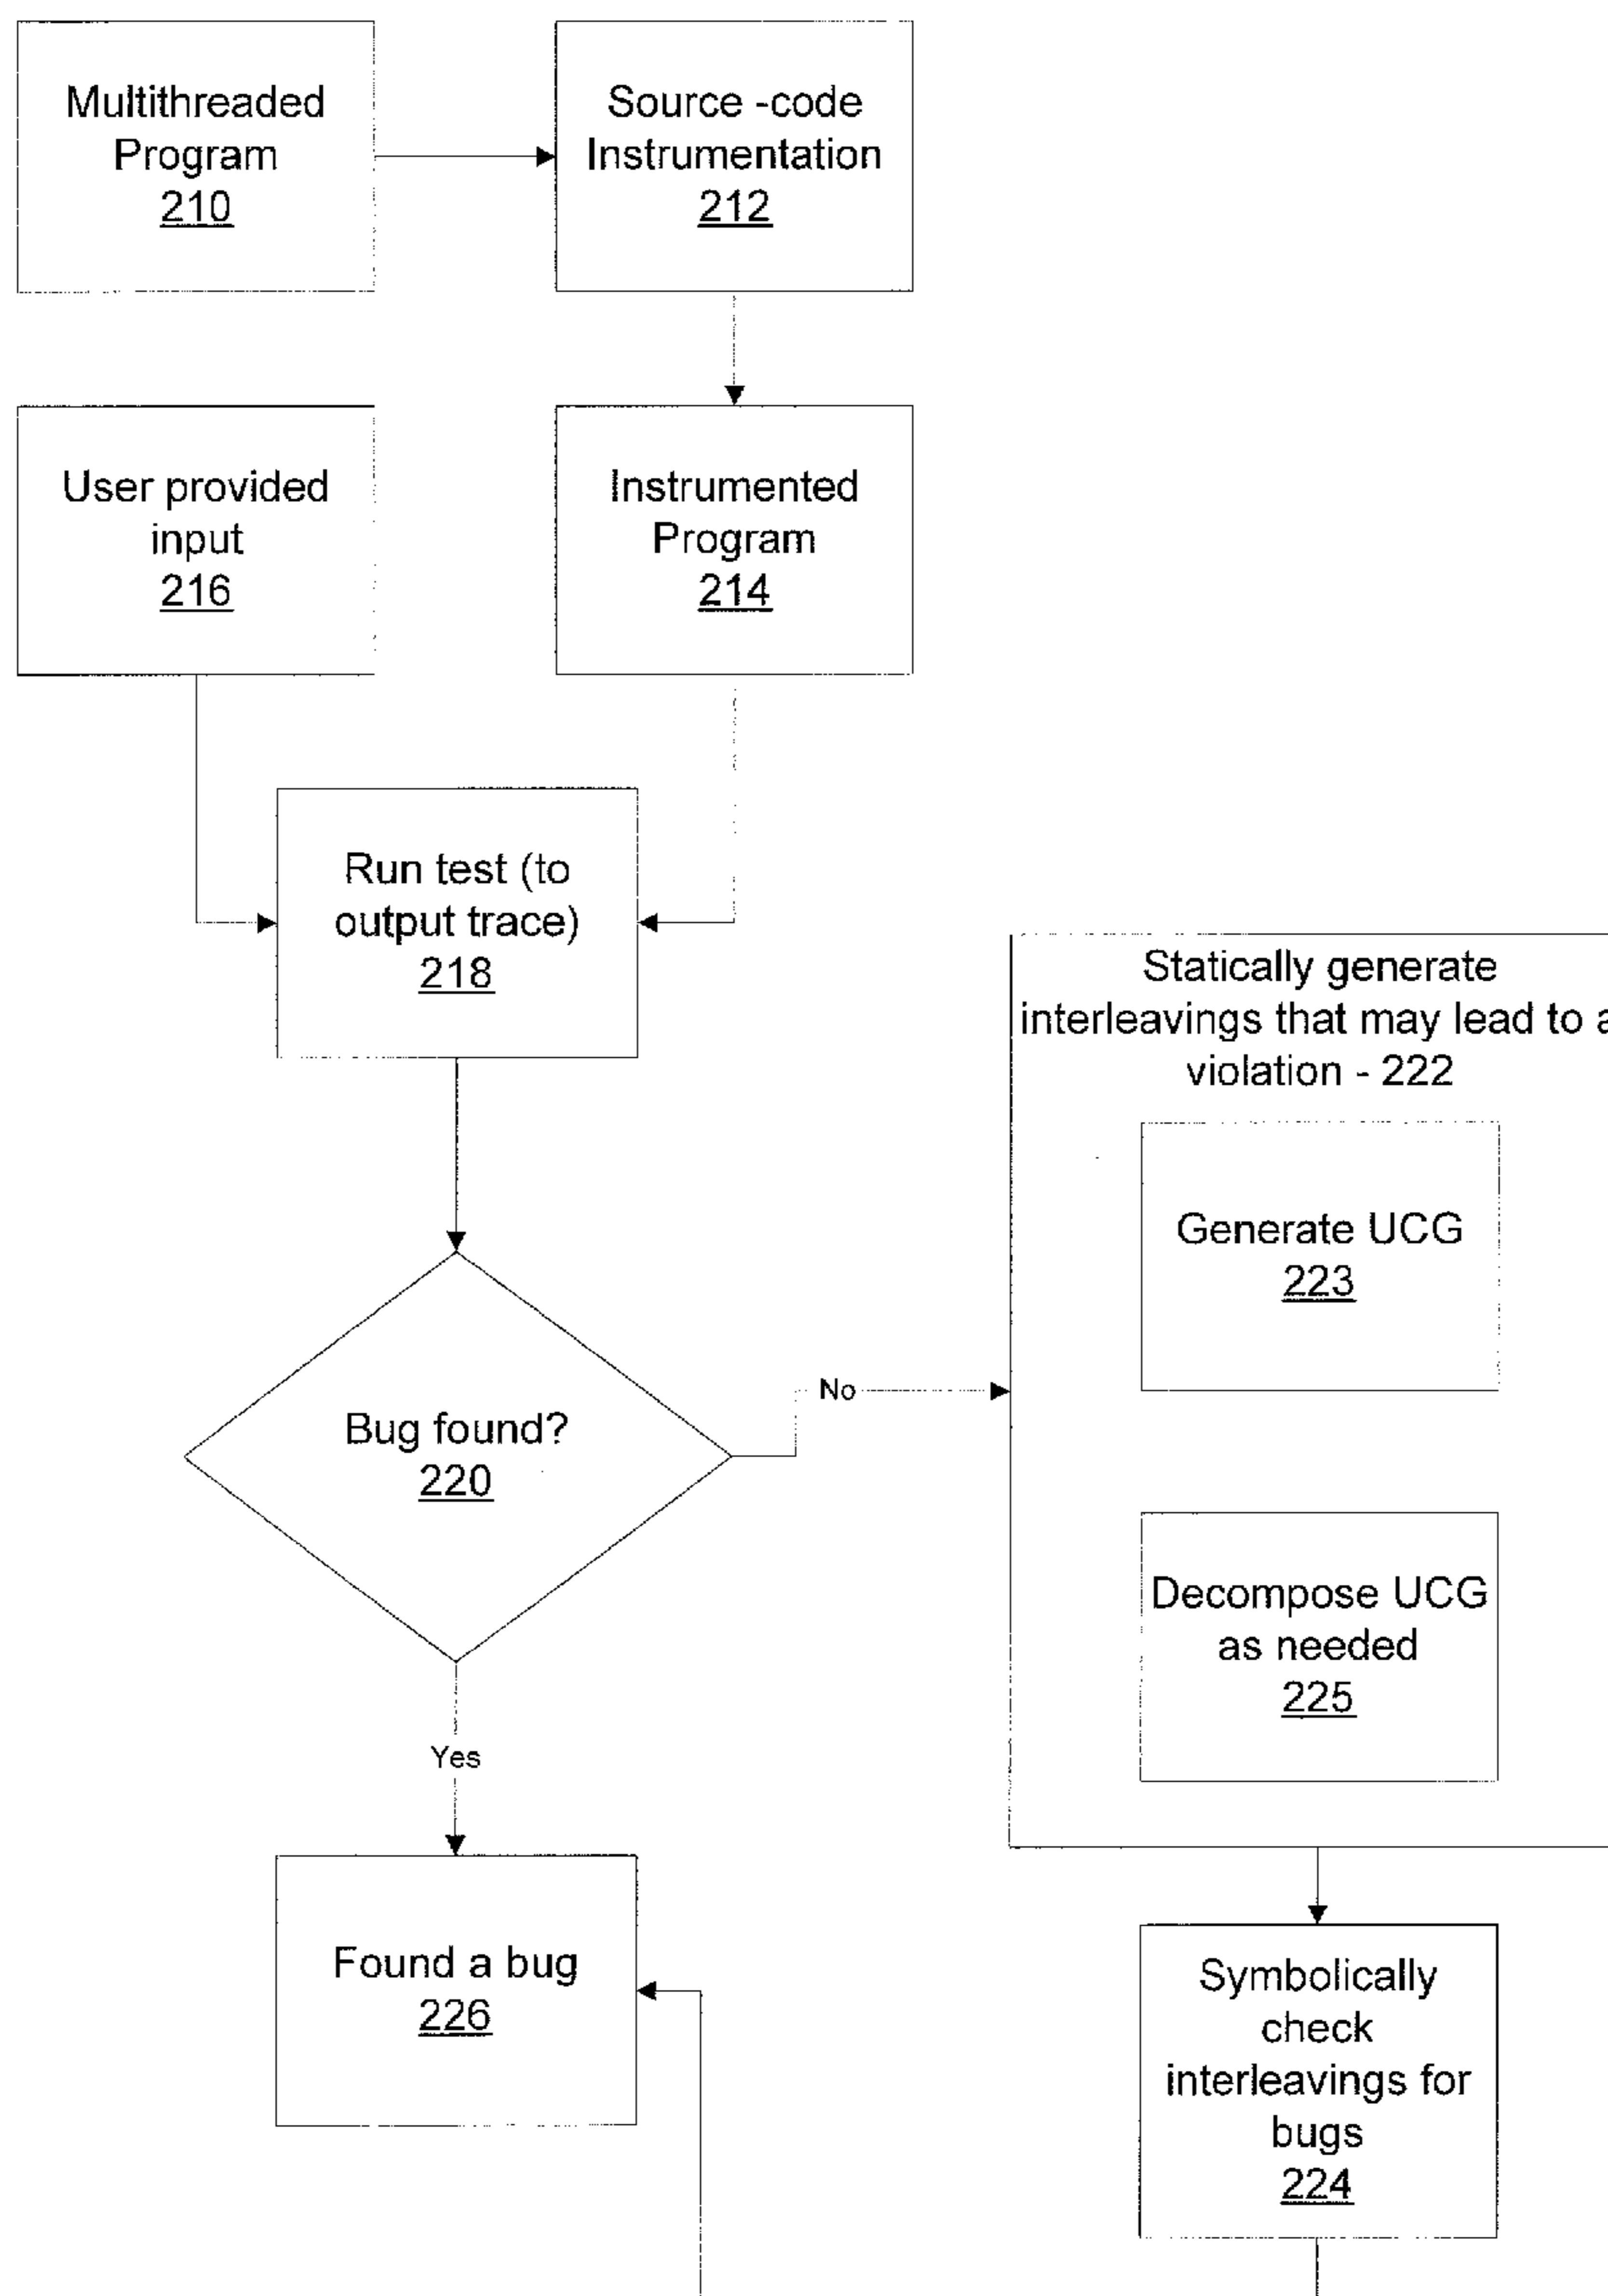 Multithreaded
Program
210
Source -code
Instrumentation
212
User provided
input
216
Instrumented
Program
214
Run test (to
output trace)
218
Statically generate
interleavings that may lead to a
violation - 222
Generate UCG
223
Bug found?
220
No
Decompose UCG
as needed
225
Yes
Found a bug
226
Symbolically
check
interleavings for
bugs
224